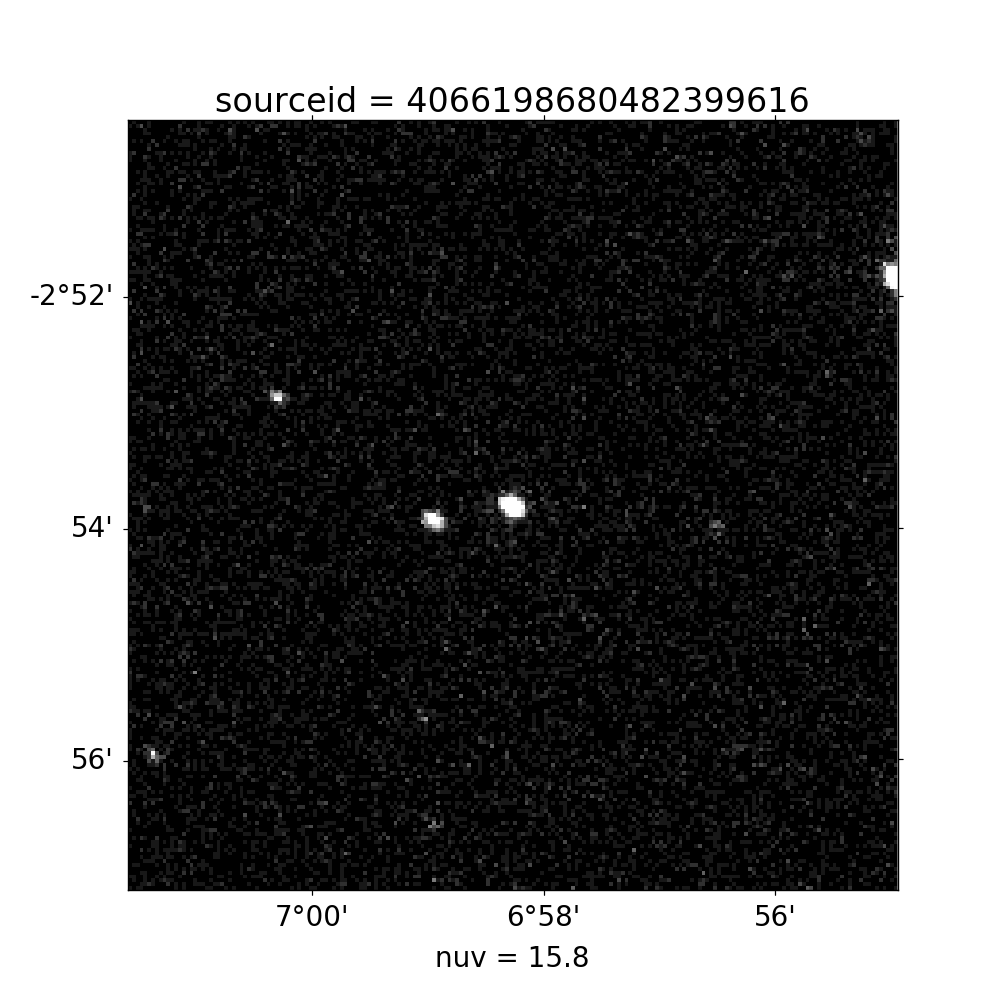 sourceid = 4066198680482399616
-2°52'
54'
56'
7°00' 6°58' 56'
nuv = 15.8